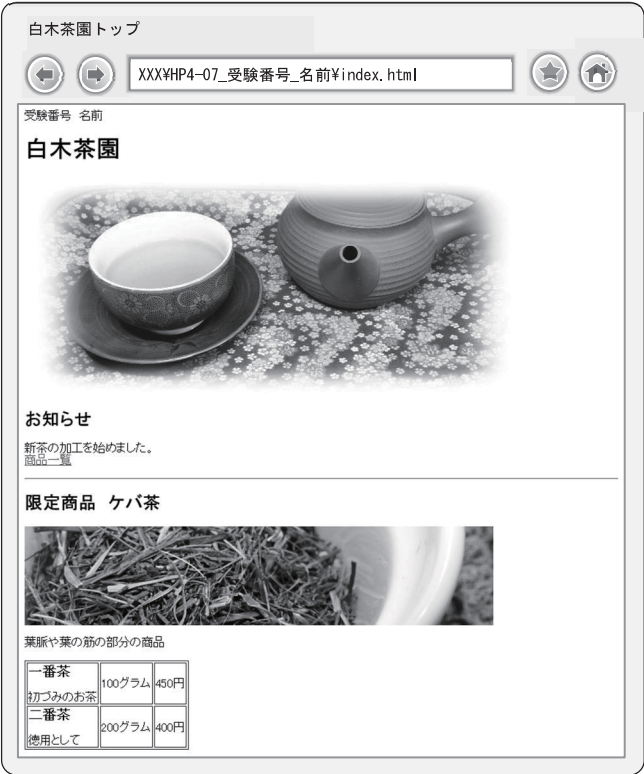 白木茶園トップ
XXX¥HP4-07_受験番号_名前¥index.html
受験番号 名前
白木茶園
お知らせ
新茶の加工を始めました。
商品一覧
限定商品 ケバ茶
葉脈や葉の筋の部分の商品
一番茶
初づみのお茶
100グラム
450円
二番茶
徳用として
200グラム
400円